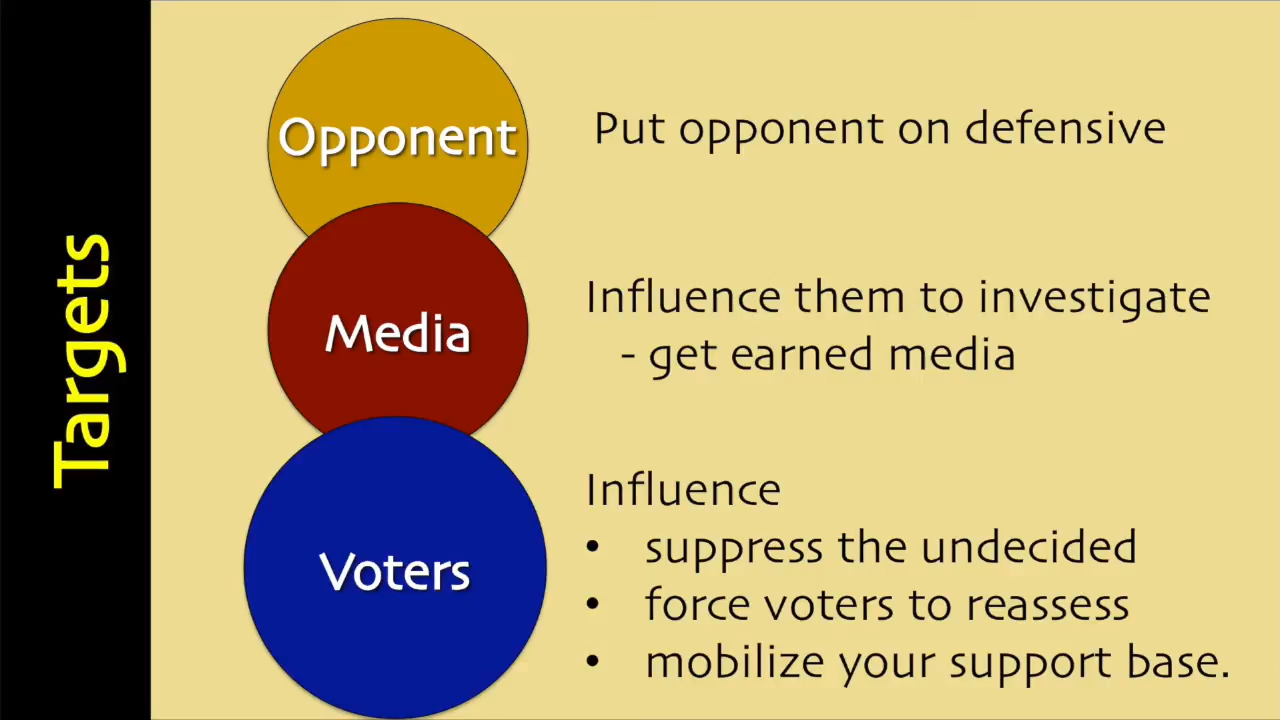 Targets
Opponent
Put opponent on defensive
Media
Influence them to investigate
- get earned media
Voters
Influence
• suppress the undecided
• force voters to reassess
• mobilize your support base.